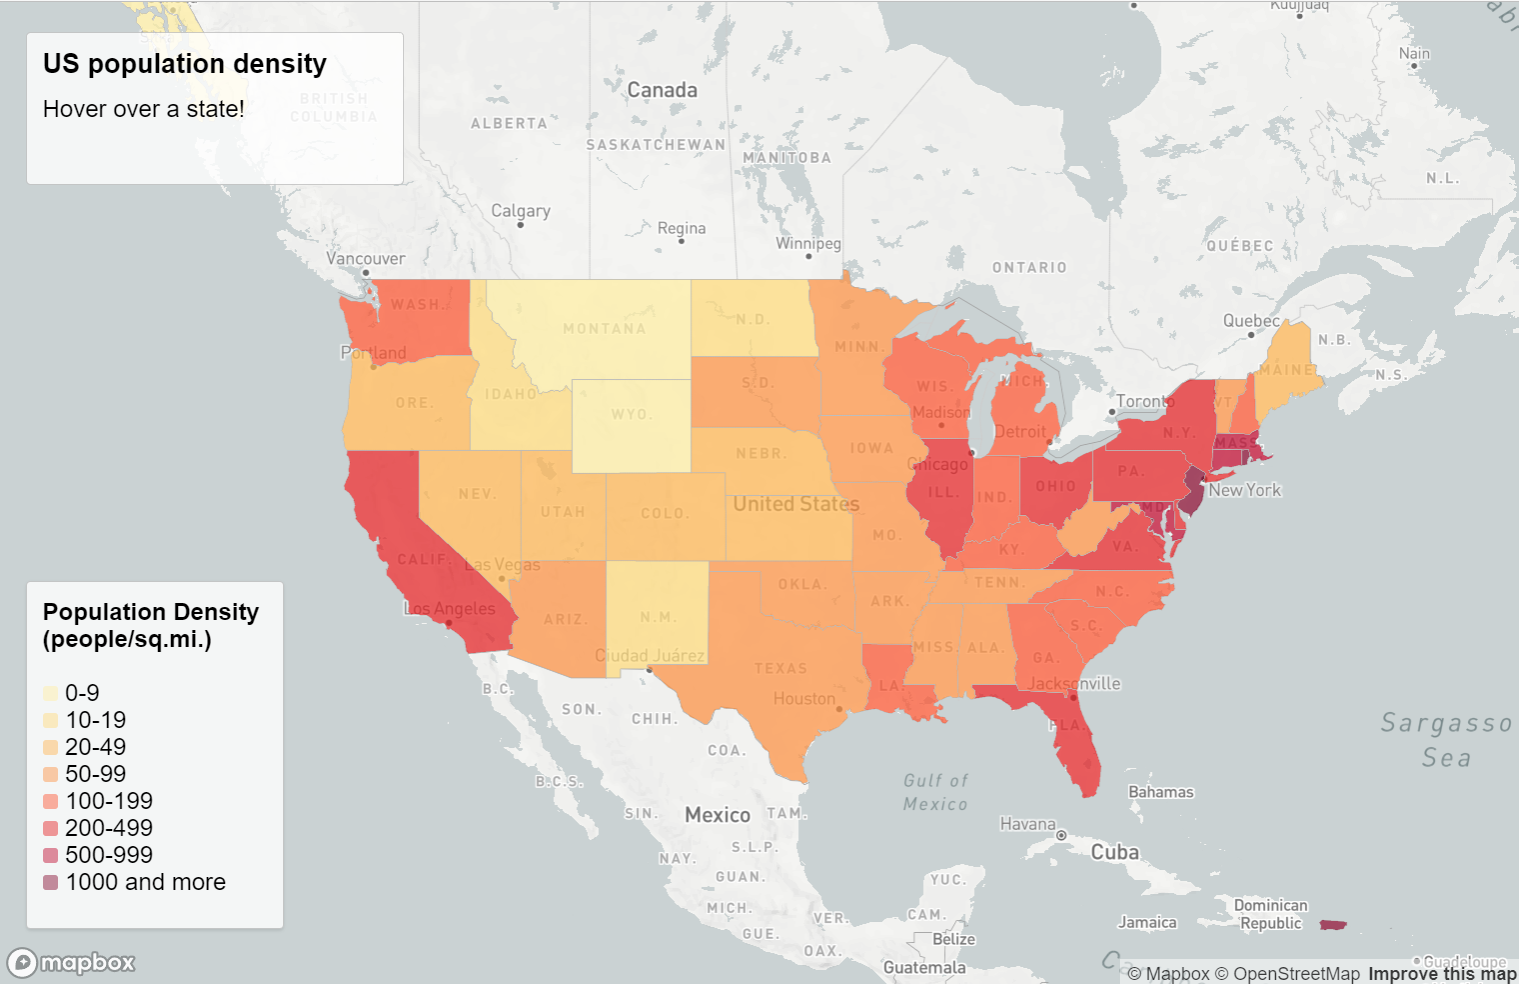 US population density
Hover over a state!
Kuujjuaq
Nain
Canada
BRITISH
COLUMBIA
ALBERTA
SASKATCHEWAN
MANITOBA
N.L.
Calgary
Regina
Winnipeg
QUÉBEC
ONTARIO
Vancouver
WASH.
MONTANA
N.D.
Quebec
N.B.
MINN.
Portland
MAINE
N.S.
IDAHO
S.D.
WIS.
MICH.
ORE.
WYO.
VT.
Toronto
Madison
Detroit
N.Y.
MASS.
IOWA
NEBR.
Chicago
PA.
NEV.
ILL.
IND.
OHIO
New York
UTAH
COLO.
United States
MD.
MO.
CALIF.
KY.
VA.
Las Vegas
OKLA.
TENN.
N.C.
Los Angeles
ARIZ.
N.M.
ARK.
S.C.
MISS.
ALA.
GA.
Ciudad Juárez
TEXAS
LA.
Jacksonville
B.C.
Houston
SON.
CHIH.
FLA.
Sargasso
Sea
COA.
B.C.S.
Gulf of
Mexico
Bahamas
SIN.
Mexico
TAM.
Havana
Cuba
NAY.
S.L.P.
GUAN.
YUC.
MICH.
VER.
CAM.
Jamaica
Dominican
Republic
GUE.
OAX.
Belize
Guatemala
Guadeloupe
Population Density
(people/sq.mi.)
0-9
10-19
20-49
50-99
100-199
200-499
500-999
1000 and more
mapbox
© Mapbox © OpenStreetMap Improve this map